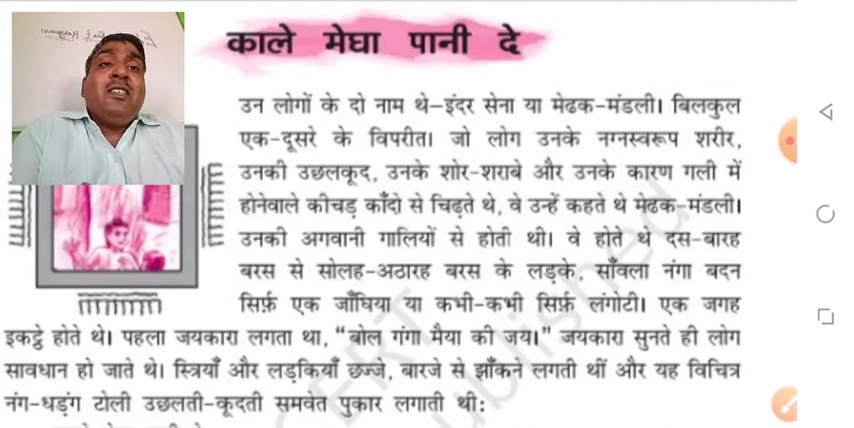 काले मेघा पानी दे
उन लोगों के दो नाम थे–इंदर सेना या मेढक-मंडली। बिलकुल
एक-दूसरे के विपरीत। जो लोग उनके नग्नस्वरूप शरीर,
उनकी उछलकूद, उनके शोर-शराबे और उनके कारण गली में
होनेवाले कीचड़ काँदो से चिढ़ते थे, वे उन्हें कहते थे मेढक-मंडली।
उनकी अगवानी गालियों से होती थी। वे होते थे दस-बारह
बरस से सोलह-अठारह बरस के लड़के, साँवला नंगा बदन
सिर्फ़ एक जाँघिया या कभी-कभी सिर्फ़ लंगोटी। एक जगह
इकट्ठे होते थे। पहला जयकारा लगता था, “बोल गंगा मैया की जय।” जयकारा सुनते ही लोग
सावधान हो जाते थे। स्त्रियाँ और लड़कियाँ छज्जे, बारजे से झाँकने लगती थीं और यह विचित्र
नंग-धड़ंग टोली उछलती-कूदती समवेत पुकार लगाती थी: